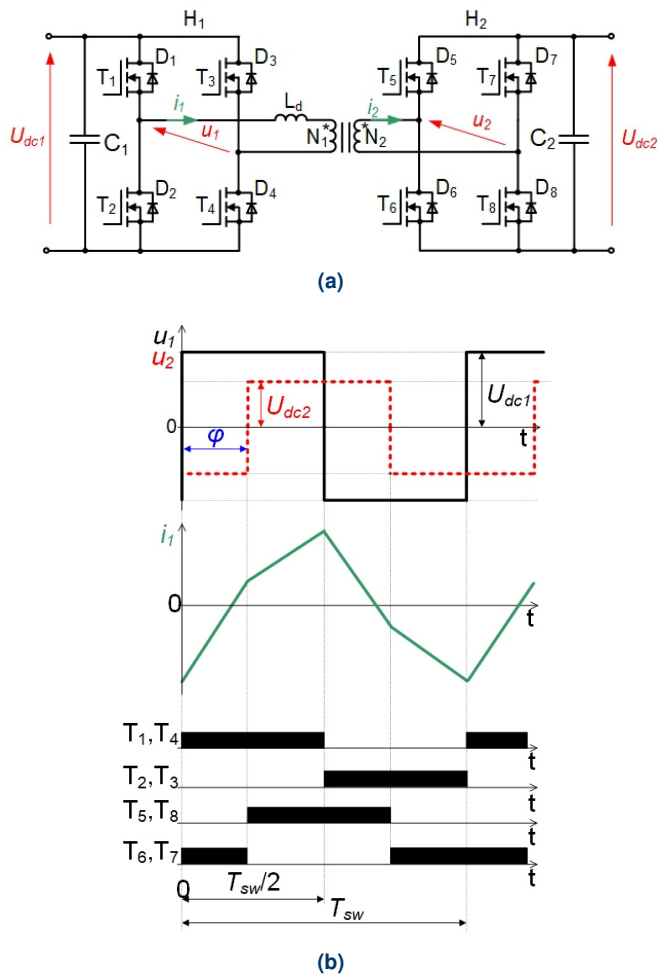 H1 H2
T1 D1 T3 D3 T5 D5 T7 D7
i1 Ld i2
Udc1 C1 u1 N1* *N2 u2 C2 Udc2
T2 D2 T4 D4 T6 D6 T8 D8
(a)
u1
u2
Udc2 Udc1
0 t
φ
i1
0 t
T1,T4 t
T2,T3 t
T5,T8 t
T6,T7 t
0 Tsw/2
Tsw
(b)